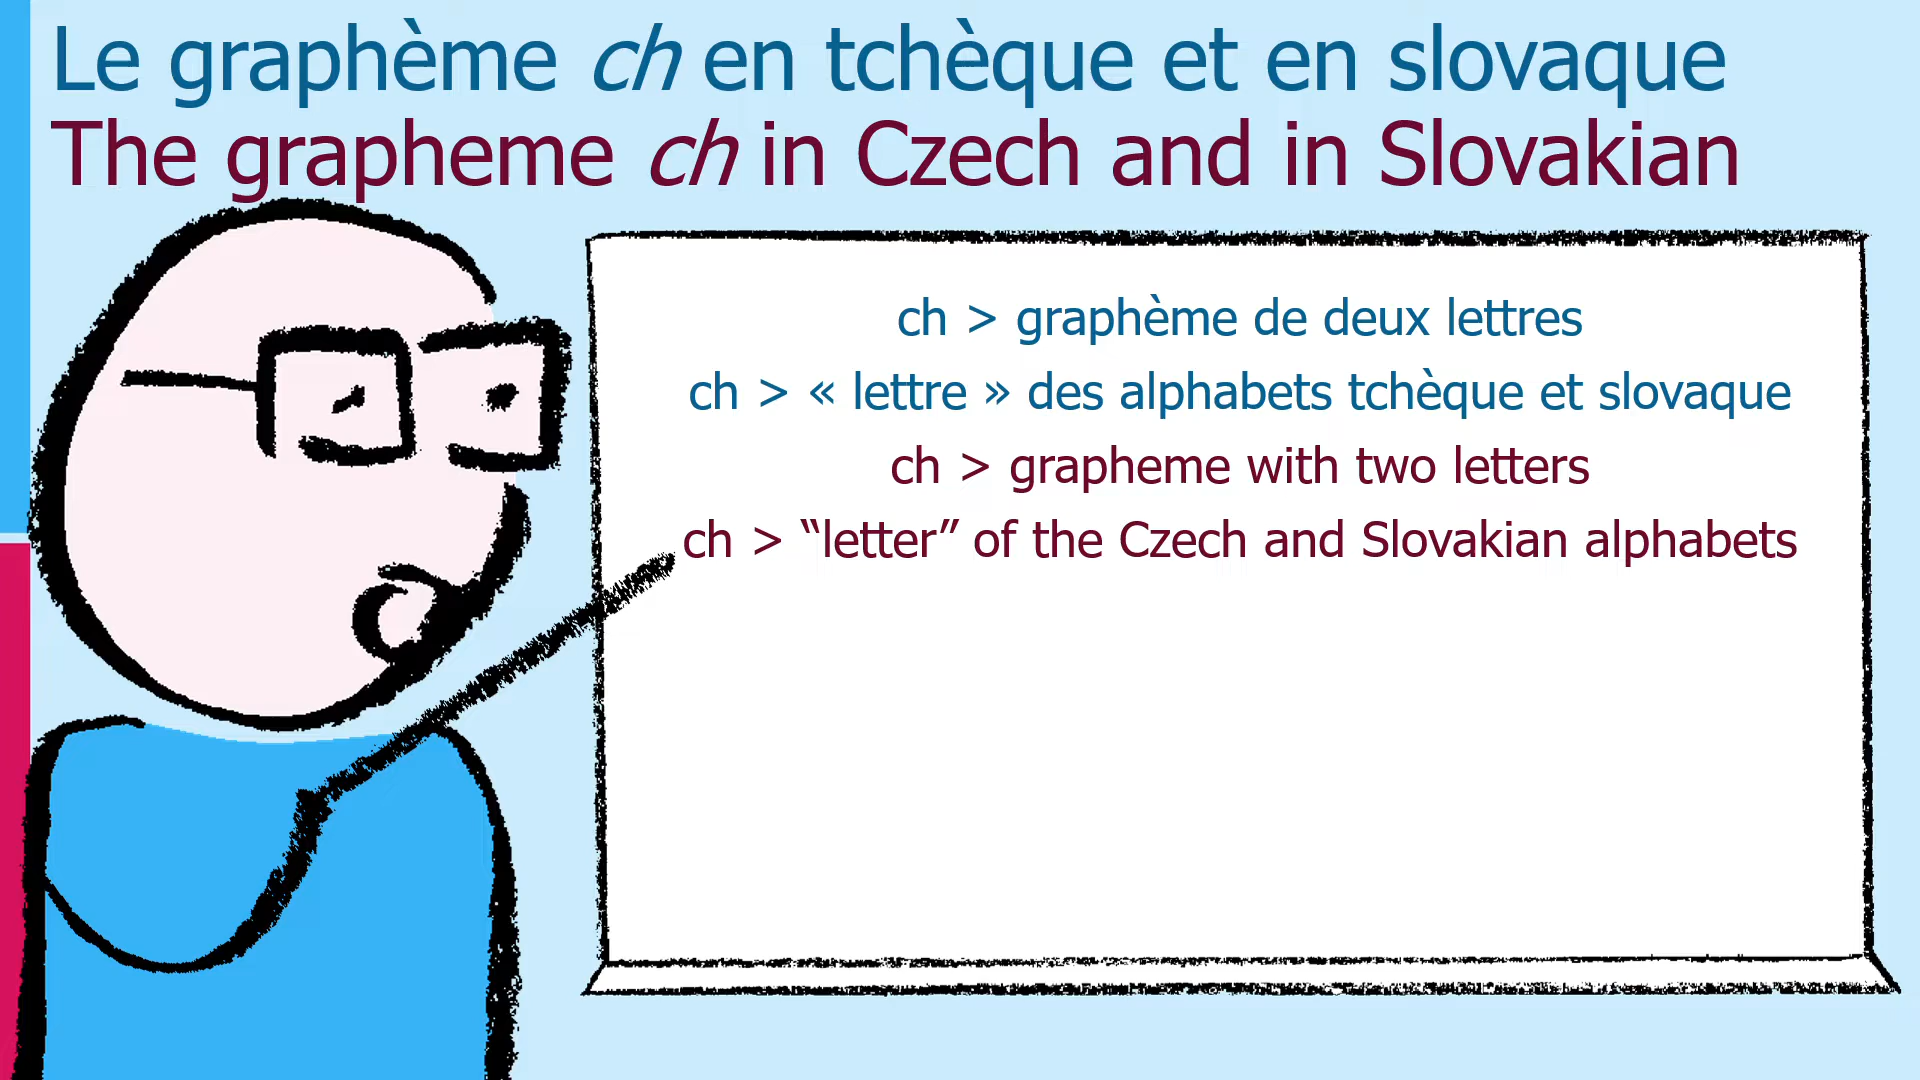 Le graphème ch en tchèque et en slovaque
The grapheme ch in Czech and in Slovakian
ch > graphème de deux lettres
ch > « lettre » des alphabets tchèque et slovaque
ch > grapheme with two letters
ch > “letter” of the Czech and Slovakian alphabets